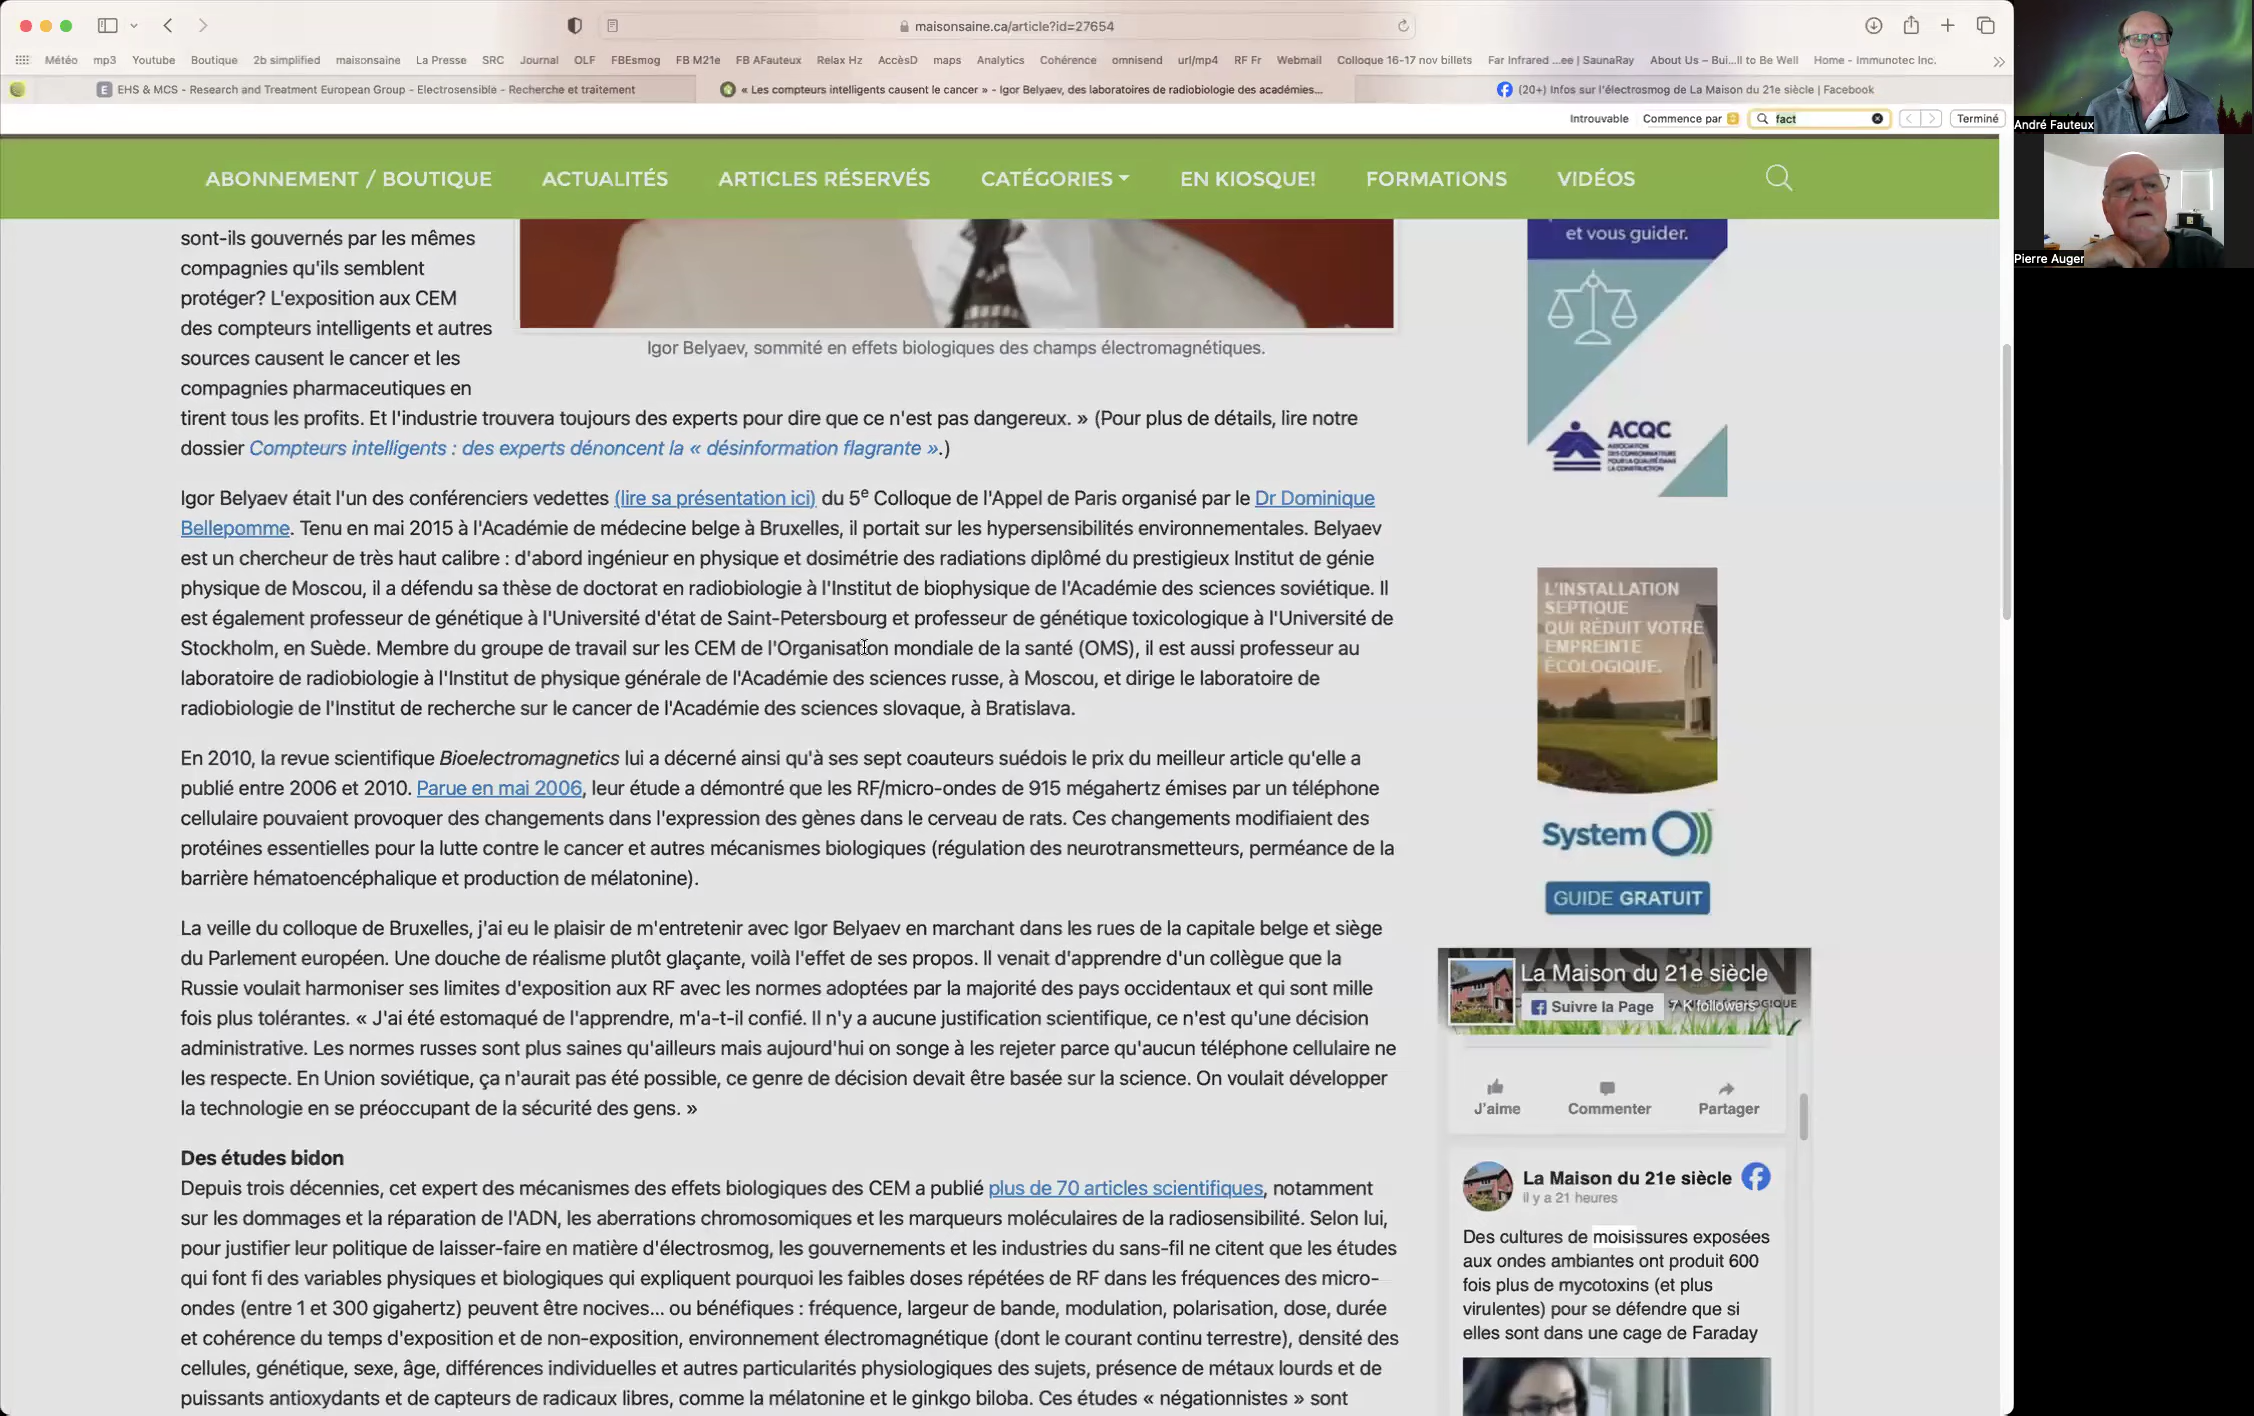 maisonsaine.ca/article?id=27654
Météo mp3 Youtube Boutique 2b simplified maisonsaine La Presse SRC Journal OLF FBEsmog FB M21e FB AFauteux Relax Hz AccèsD maps Analytics Cohérence omnisend url/mp4 RF Fr Webmail Colloque 16-17 nov billets Far Infrared ...ee | SaunaRay About Us – Bui...ll to Be Well Home - Immunotec Inc.
E EHS & MCS - Research and Treatment European Group - Electrosensible - Recherche et traitement
« Les compteurs intelligents causent le cancer » - Igor Belyaev, des laboratoires de radiobiologie des académies...
(20+) Infos sur l'électrosmog de La Maison du 21e siècle | Facebook
Introuvable Commence par fact Terminé
ABONNEMENT / BOUTIQUE ACTUALITÉS ARTICLES RÉSERVÉS CATÉGORIES EN KIOSQUE! FORMATIONS VIDÉOS
sont-ils gouvernés par les mêmes
compagnies qu'ils semblent
protéger? L'exposition aux CEM
des compteurs intelligents et autres
sources causent le cancer et les
compagnies pharmaceutiques en
Igor Belyaev, sommité en effets biologiques des champs électromagnétiques.
tirent tous les profits. Et l'industrie trouvera toujours des experts pour dire que ce n'est pas dangereux. » (Pour plus de détails, lire notre
dossier Compteurs intelligents : des experts dénoncent la « désinformation flagrante ».)
Igor Belyaev était l'un des conférenciers vedettes (lire sa présentation ici) du 5e Colloque de l'Appel de Paris organisé par le Dr Dominique
Bellepomme. Tenu en mai 2015 à l'Académie de médecine belge à Bruxelles, il portait sur les hypersensibilités environnementales. Belyaev
est un chercheur de très haut calibre : d'abord ingénieur en physique et dosimétrie des radiations diplômé du prestigieux Institut de génie
physique de Moscou, il a défendu sa thèse de doctorat en radiobiologie à l'Institut de biophysique de l'Académie des sciences soviétique. Il
est également professeur de génétique à l'Université d'état de Saint-Petersbourg et professeur de génétique toxicologique à l'Université de
Stockholm, en Suède. Membre du groupe de travail sur les CEM de l'Organisation mondiale de la santé (OMS), il est aussi professeur au
laboratoire de radiobiologie à l'Institut de physique générale de l'Académie des sciences russe, à Moscou, et dirige le laboratoire de
radiobiologie de l'Institut de recherche sur le cancer de l'Académie des sciences slovaque, à Bratislava.
En 2010, la revue scientifique Bioelectromagnetics lui a décerné ainsi qu'à ses sept coauteurs suédois le prix du meilleur article qu'elle a
publié entre 2006 et 2010. Parue en mai 2006, leur étude a démontré que les RF/micro-ondes de 915 mégahertz émises par un téléphone
cellulaire pouvaient provoquer des changements dans l'expression des gènes dans le cerveau de rats. Ces changements modifiaient des
protéines essentielles pour la lutte contre le cancer et autres mécanismes biologiques (régulation des neurotransmetteurs, perméance de la
barrière hématoencéphalique et production de mélatonine).
La veille du colloque de Bruxelles, j'ai eu le plaisir de m'entretenir avec Igor Belyaev en marchant dans les rues de la capitale belge et siège
du Parlement européen. Une douche de réalisme plutôt glaçante, voilà l'effet de ses propos. Il venait d'apprendre d'un collègue que la
Russie voulait harmoniser ses limites d'exposition aux RF avec les normes adoptées par la majorité des pays occidentaux et qui sont mille
fois plus tolérantes. « J'ai été estomaqué de l'apprendre, m'a-t-il confié. Il n'y a aucune justification scientifique, ce n'est qu'une décision
administrative. Les normes russes sont plus saines qu'ailleurs mais aujourd'hui on songe à les rejeter parce qu'aucun téléphone cellulaire ne
les respecte. En Union soviétique, ça n'aurait pas été possible, ce genre de décision devait être basée sur la science. On voulait développer
la technologie en se préoccupant de la sécurité des gens. »
Des études bidon
Depuis trois décennies, cet expert des mécanismes des effets biologiques des CEM a publié plus de 70 articles scientifiques, notamment
sur les dommages et la réparation de l'ADN, les aberrations chromosomiques et les marqueurs moléculaires de la radiosensibilité. Selon lui,
pour justifier leur politique de laisser-faire en matière d'électrosmog, les gouvernements et les industries du sans-fil ne citent que les études
qui font fi des variables physiques et biologiques qui expliquent pourquoi les faibles doses répétées de RF dans les fréquences des micro-
ondes (entre 1 et 300 gigahertz) peuvent être nocives... ou bénéfiques : fréquence, largeur de bande, modulation, polarisation, dose, durée
et cohérence du temps d'exposition et de non-exposition, environnement électromagnétique (dont le courant continu terrestre), densité des
cellules, génétique, sexe, âge, différences individuelles et autres particularités physiologiques des sujets, présence de métaux lourds et de
puissants antioxydants et de capteurs de radicaux libres, comme la mélatonine et le ginkgo biloba. Ces études « négationnistes » sont
et vous guider.
ACQC
ASSOCIATION
DES CONSOMMATEURS
POUR LA QUALITÉ DANS
LA CONSTRUCTION
L'INSTALLATION
SEPTIQUE
QUI RÉDUIT VOTRE
EMPREINTE
ÉCOLOGIQUE.
System O))
GUIDE GRATUIT
La Maison du 21e siècle
Suivre la Page 7 K followers
J'aime Commenter Partager
La Maison du 21e siècle
il y a 21 heures
Des cultures de moisissures exposées
aux ondes ambiantes ont produit 600
fois plus de mycotoxins (et plus
virulentes) pour se défendre que si
elles sont dans une cage de Faraday
André Fauteux
Pierre Auger